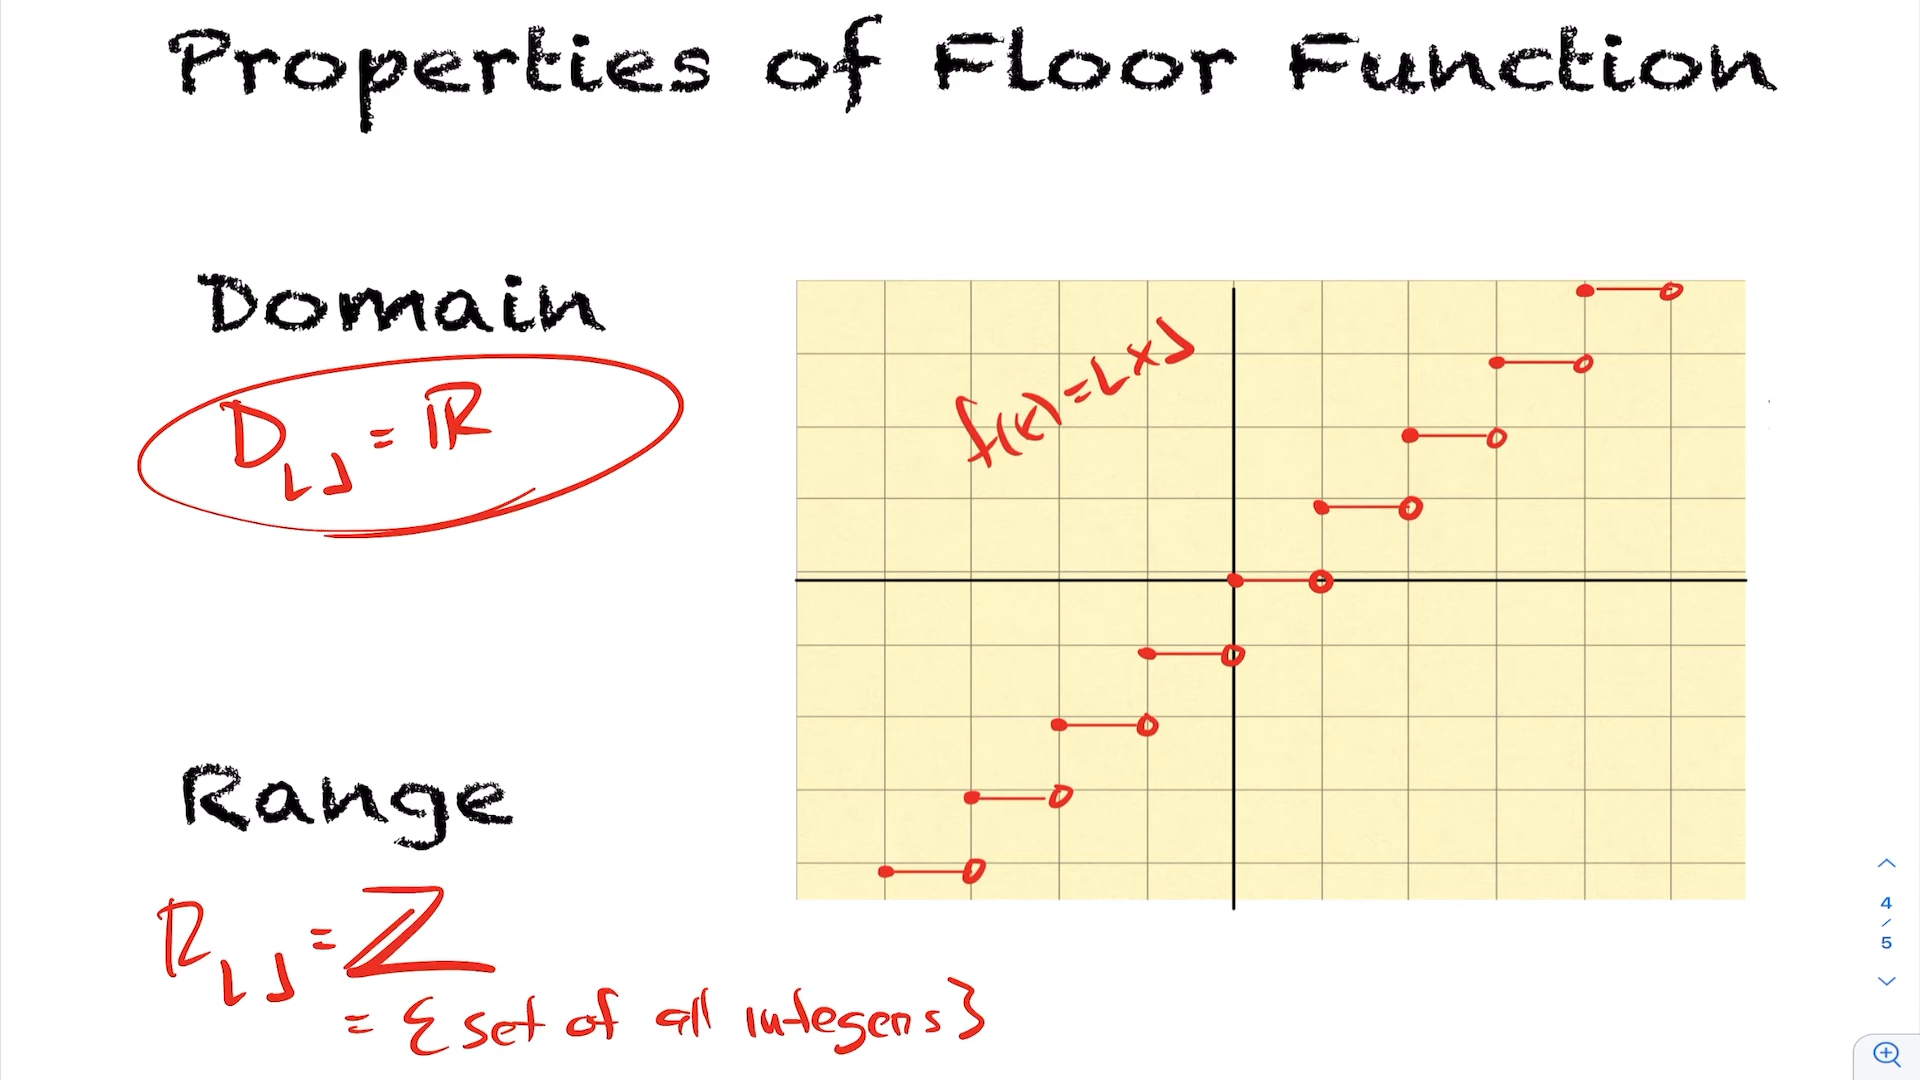 Properties of Floor Function
Domain
D⌊⌋ = ℝ
f(x) = ⌊x⌋
Range
R⌊⌋ = ℤ
= {set of all integers}
4
/
5